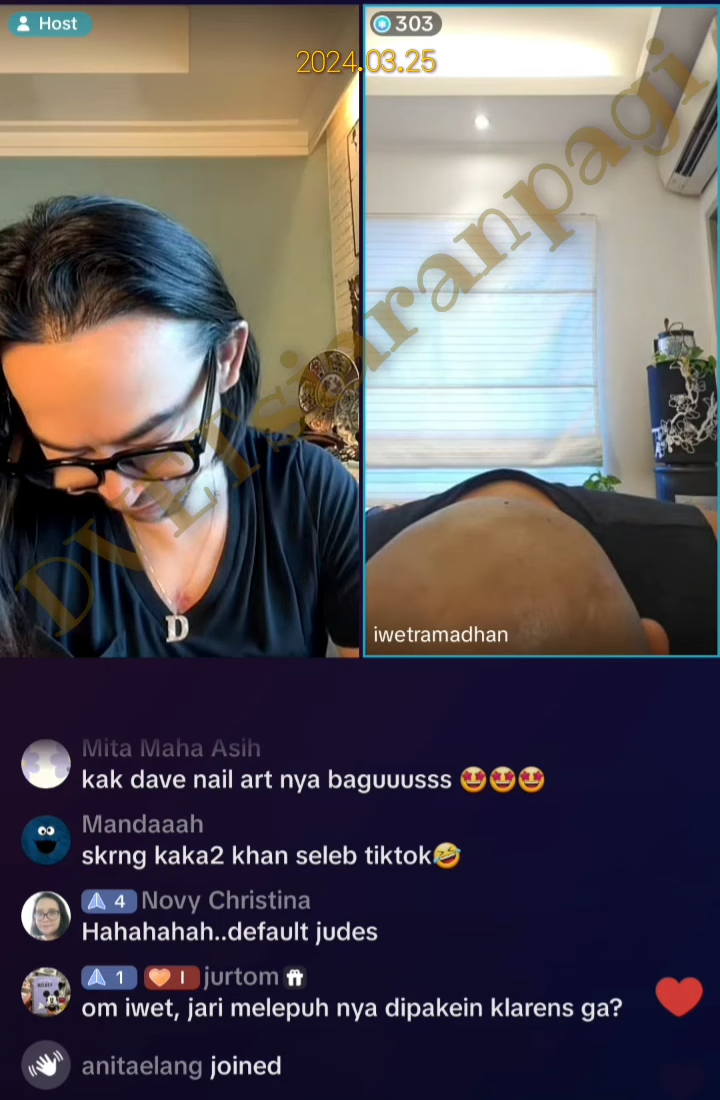 Host
303
2024.03.25
DVETsiaranpagi
D
iwetramadhan
Mita Maha Asih
kak dave nail art nya baguuusss 🤩🤩🤩
Mandaaah
skrng kaka2 khan seleb tiktok🤣
4 Novy Christina
Hahahahah..default judes
1 I jurtom
om iwet, jari melepuh nya dipakein klarens ga?
anitaelang joined